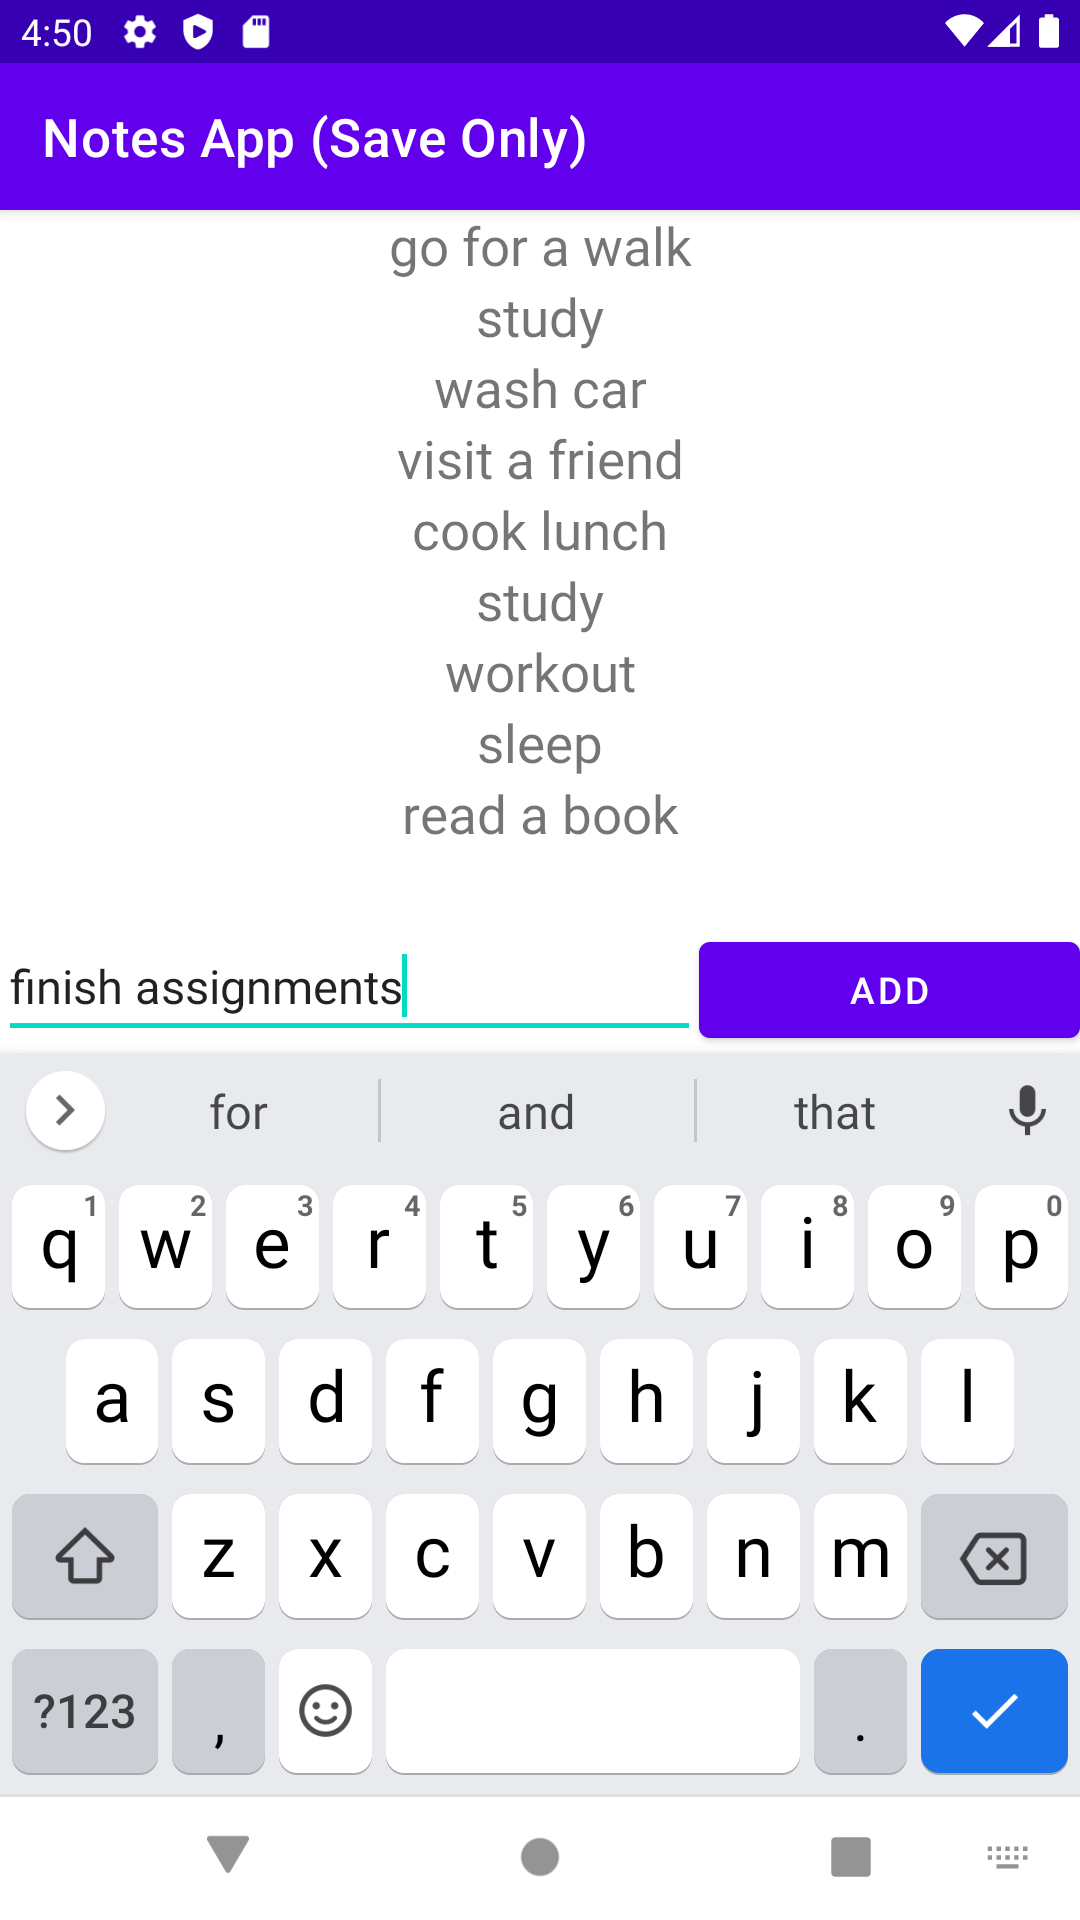 4:50
Notes App (Save Only)
go for a walk
study
wash car
visit a friend
cook lunch
study
workout
sleep
read a book
finish assignments
ADD
for and that
1 2 3 4 5 6 7 8 9 0
q w e r t y u i o p
a s d f g h j k l
z x c v b n m
?123 , .